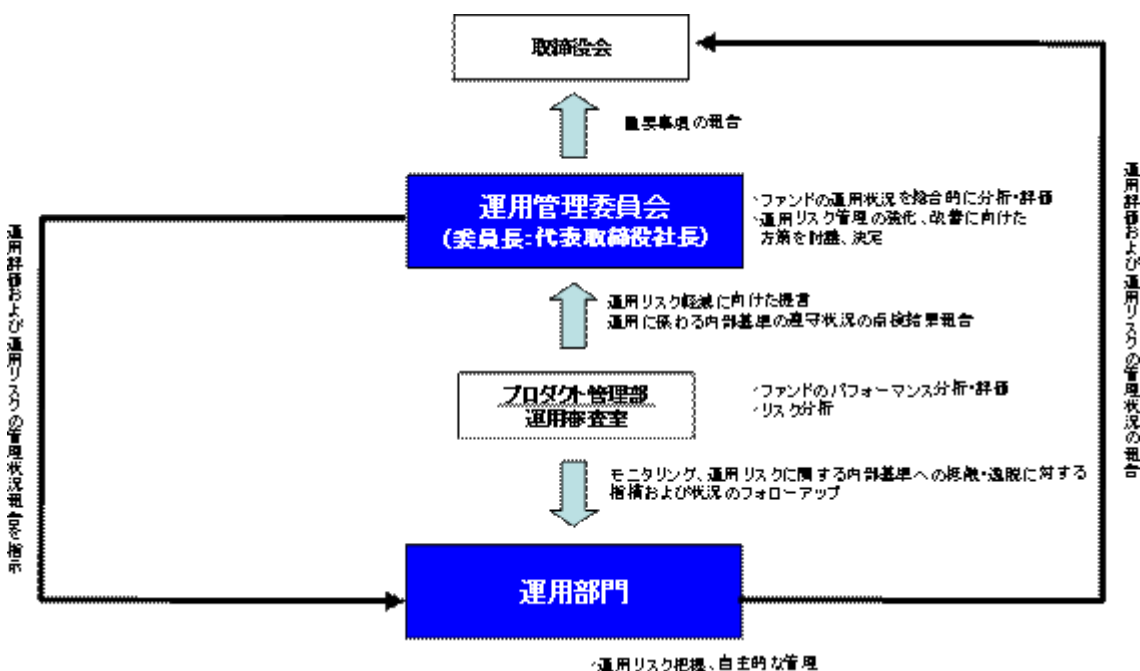 取締役会
重要事項の報告
運用管理委員会
(委員長:代表取締役社長)
・ファンドの運用状況を総合的に分析・評価
・運用リスク管理の強化、改善に向けた
方策を討議、決定
運用リスク軽減に向けた提言
運用に係わる内部基準の遵守状況の点検結果報告
プロダクト管理部
運用審査室
・ファンドのパフォーマンス分析・評価
・リスク分析
モニタリング、運用リスクに関する内部基準への抵触・逸脱に対する
指摘および状況のフォローアップ
運用部門
・運用リスク把握、自主的な管理
運用評価および運用リスクの管理状況報告を指示
運用評価および運用リスクの管理状況の報告